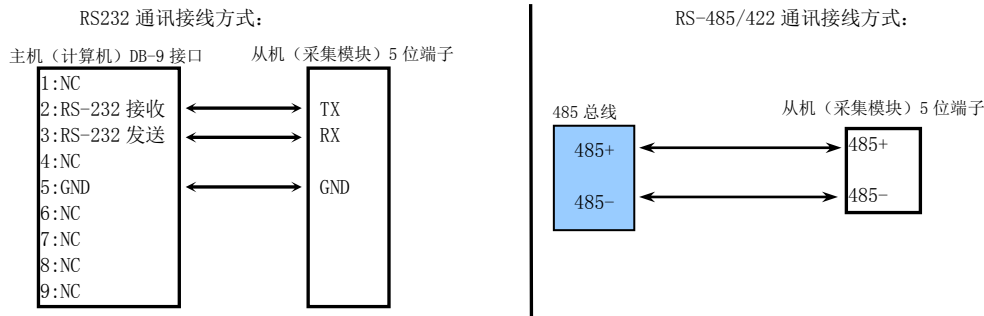 RS232 通讯接线方式:
主机（计算机）DB-9 接口
从机（采集模块）5 位端子
1:NC
2:RS-232 接收
TX
3:RS-232 发送
RX
4:NC
5:GND
GND
6:NC
7:NC
8:NC
9:NC
RS-485/422 通讯接线方式:
485 总线
从机（采集模块）5 位端子
485+
485+
485-
485-